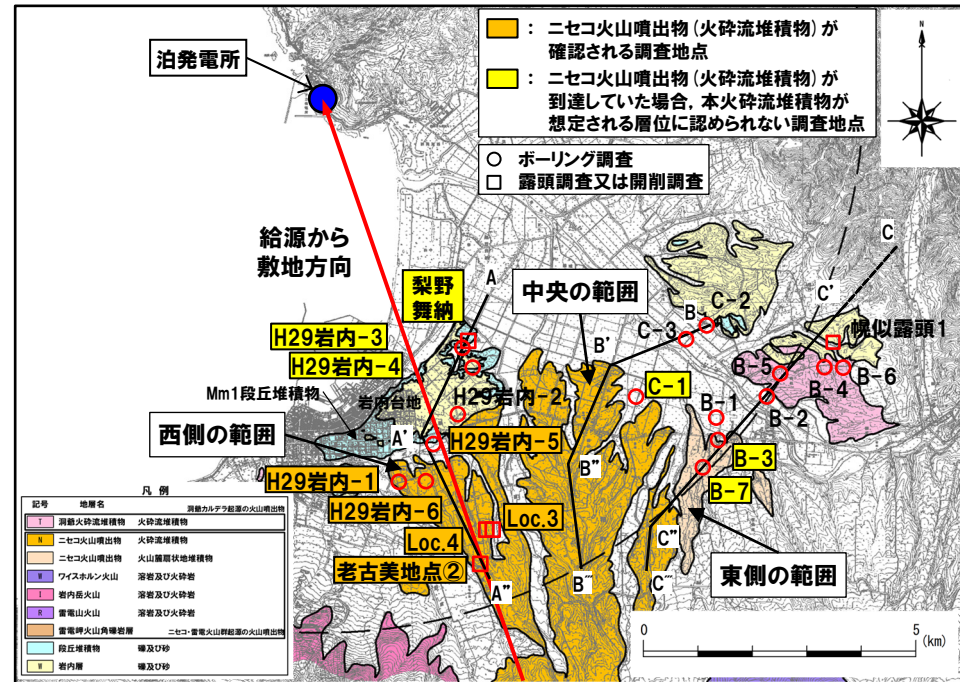 泊発電所
: ニセコ火山噴出物(火砕流堆積物)が
確認される調査地点
: ニセコ火山噴出物(火砕流堆積物)が
到達していた場合,本火砕流堆積物が
想定される層位に認められない調査地点
N
○ ボーリング調査
□ 露頭調査又は開削調査
給源から
敷地方向
梨野
舞納
A
中央の範囲
B
C-2
C
C'
C-3
幌似露頭1
H29岩内-3
H29岩内-4
B'
B-5
B-4
B-6
Mm1段丘堆積物
岩内台地
H29岩内-2
C-1
B-1
B-2
西側の範囲
A'
H29岩内-5
B''
B-3
H29岩内-1
H29岩内-6
B-7
Loc.4
Loc.3
C''
老古美地点②
A''
B'''
C'''
東側の範囲
凡 例
記号
地層名
洞爺カルデラ起源の火山噴出物
T 洞爺火砕流堆積物 火砕流堆積物
N ニセコ火山噴出物 火砕流堆積物
ニセコ火山噴出物 火山麓扇状地堆積物
W ワイスホルン火山 溶岩及び火砕岩
I 岩内岳火山 溶岩及び火砕岩
R 雷電山火山 溶岩及び火砕岩
雷電岬火山角礫岩層 ニセコ・雷電火山群起源の火山噴出物
段丘堆積物 礫及び砂
W 岩内層 礫及び砂
0
5
(km)